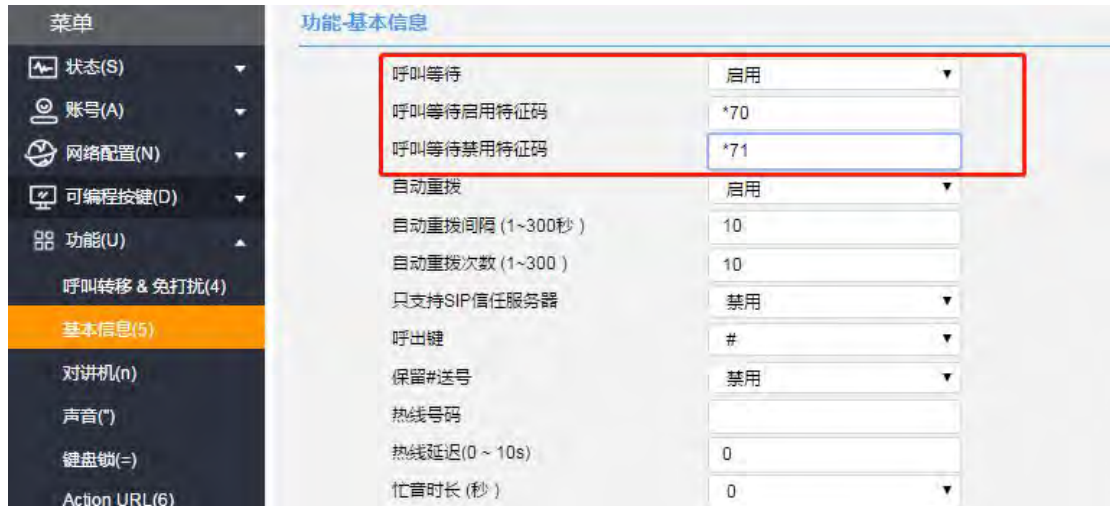 菜单
状态(S)
账号(A)
网络配置(N)
可编程按键(D)
功能(U)
呼叫转移 & 免打扰(4)
基本信息(5)
对讲机(n)
声音(")
键盘锁(=)
Action URL(6)
功能-基本信息
呼叫等待 启用
呼叫等待启用特征码 *70
呼叫等待禁用特征码 *71
自动重拨 启用
自动重拨间隔 (1~300秒 ) 10
自动重拨次数 (1~300 ) 10
只支持SIP信任服务器 禁用
呼出键 #
保留#送号 禁用
热线号码
热线延迟(0 ~ 10s) 0
忙音时长 (秒 ) 0